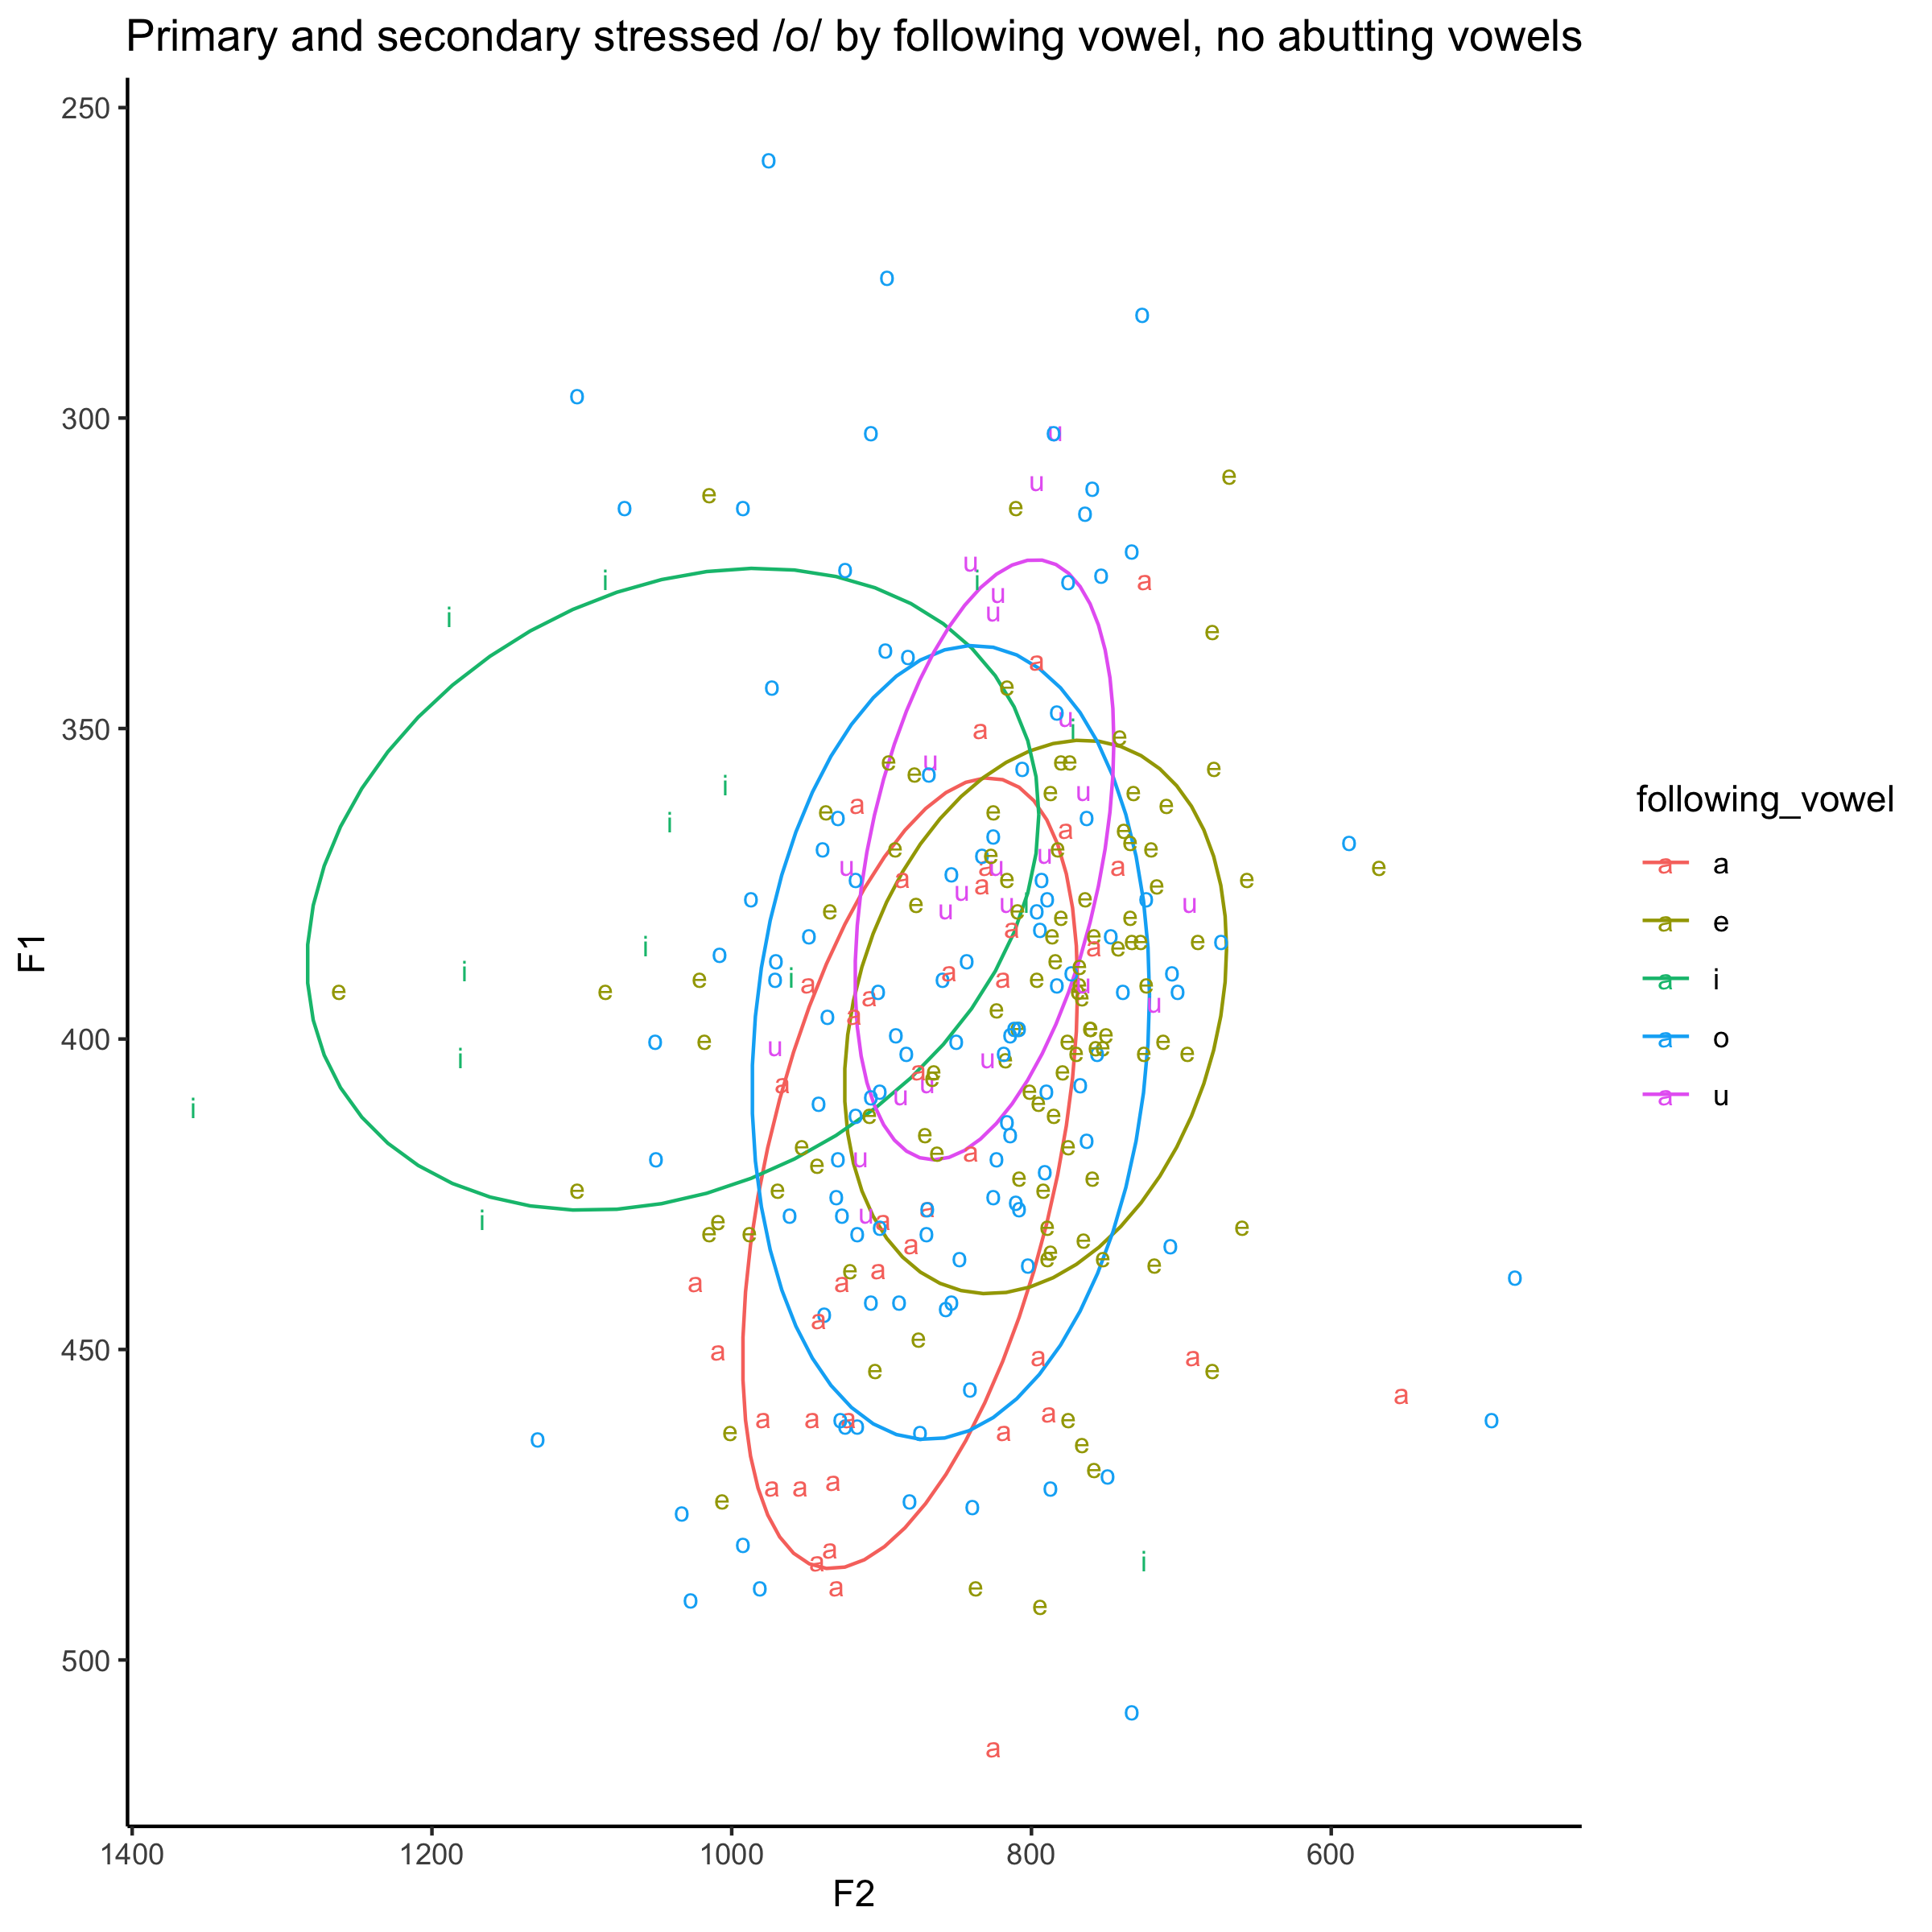 Primary and secondary stressed /o/ by following vowel, no abutting vowels
250
300
350
400
450
500
F1
1400 1200 1000 800 600
F2
following_vowel
a a
a e
a i
a o
a u